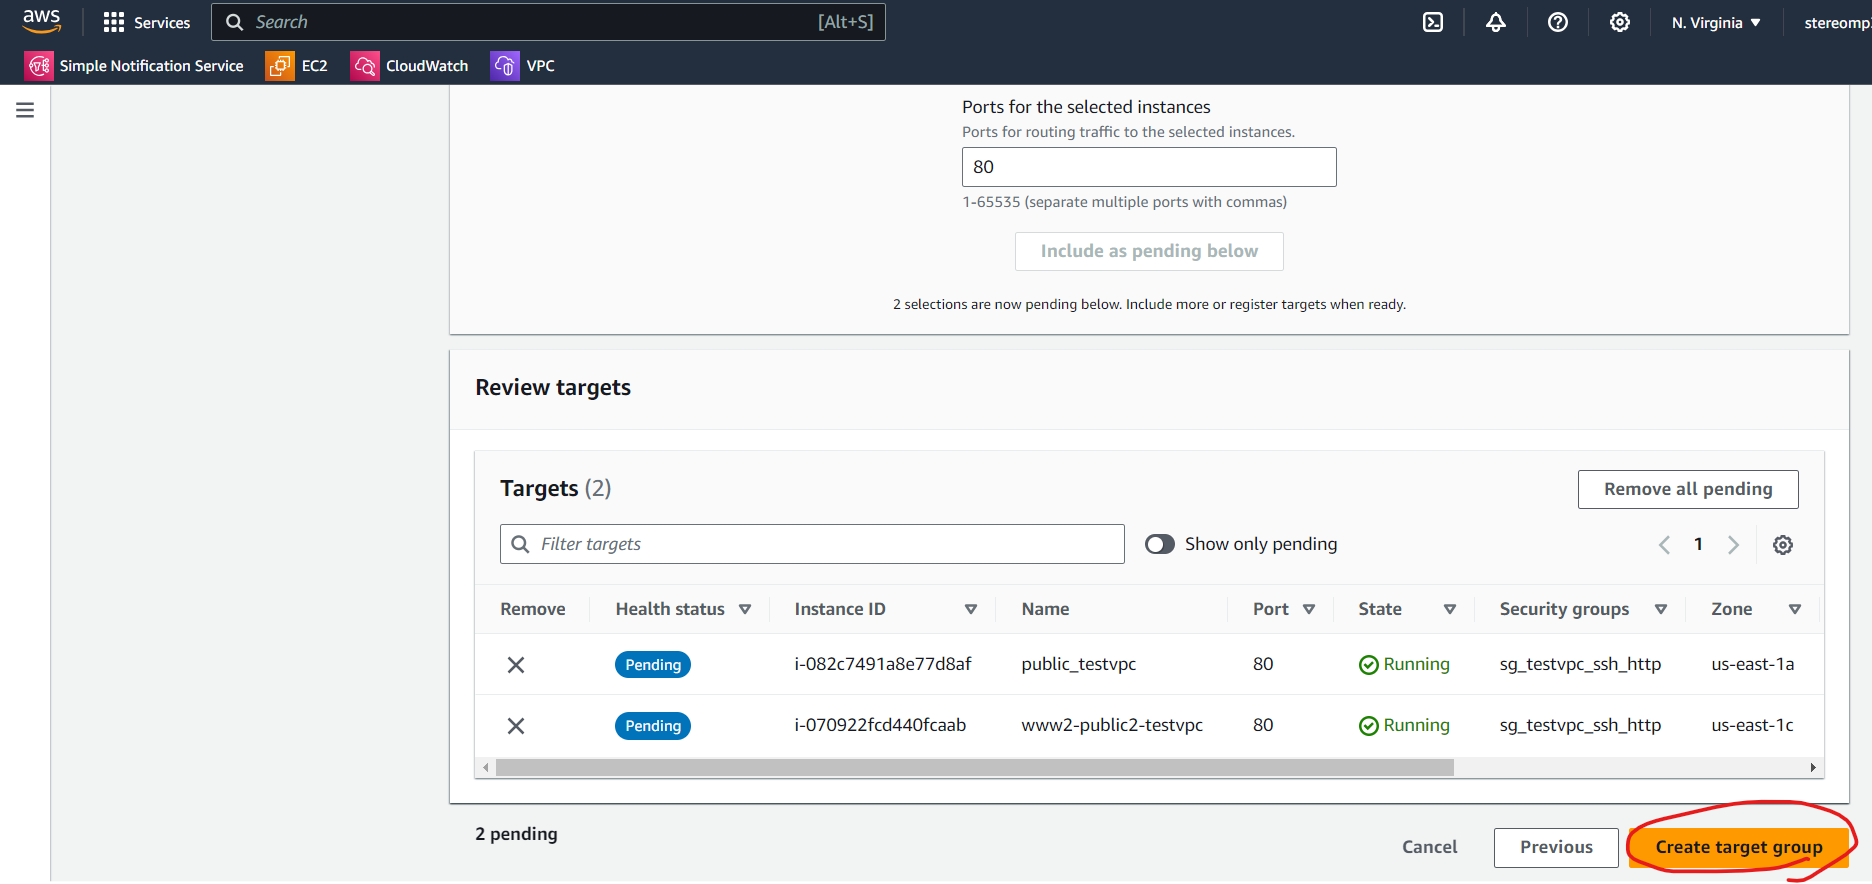 aws
Services
Search
[Alt+S]
N. Virginia
Simple Notification Service
EC2
CloudWatch
VPC
Ports for the selected instances
Ports for routing traffic to the selected instances.
80
1-65535 (separate multiple ports with commas)
Include as pending below
2 selections are now pending below. Include more or register targets when ready.
Review targets
Targets (2)
Remove all pending
Filter targets
Show only pending
1
Remove Health status Instance ID Name Port State Security groups Zone
Pending i-082c7491a8e77d8af public_testvpc 80 Running sg_testvpc_ssh_http us-east-1a
Pending i-070922fcd440fcaab www2-public2-testvpc 80 Running sg_testvpc_ssh_http us-east-1c
2 pending
Cancel
Previous
Create target group